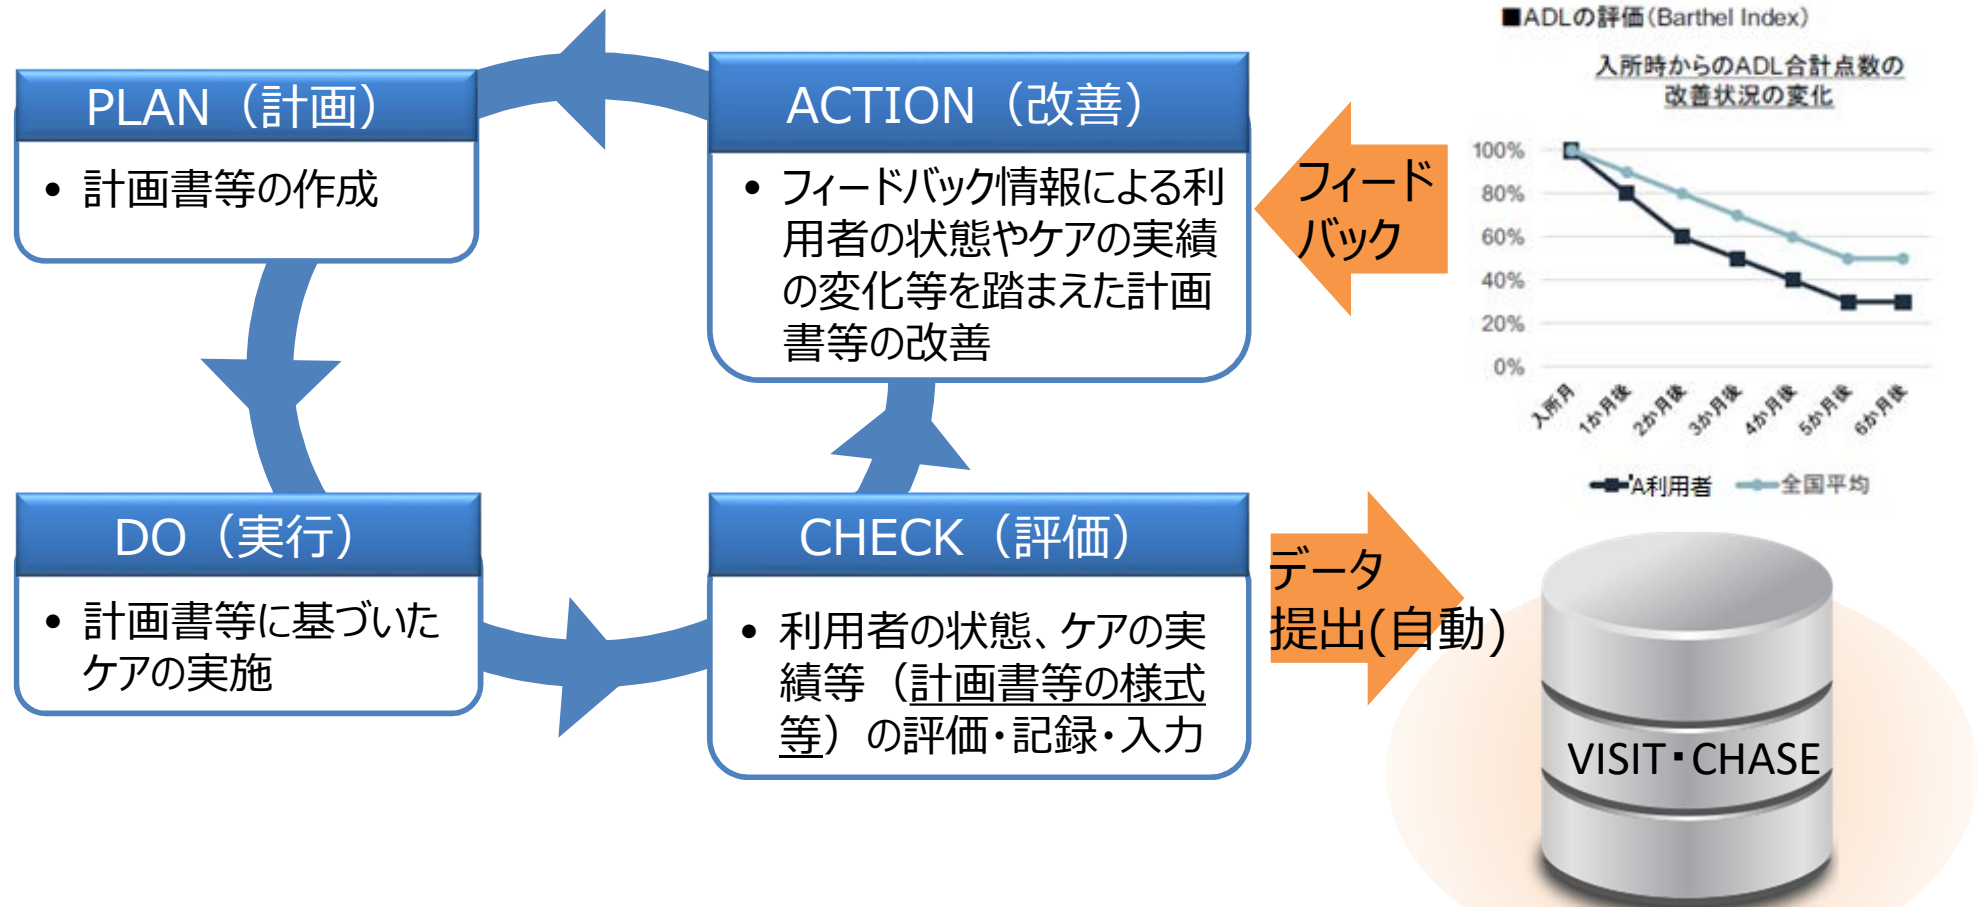 PLAN（計画）
• 計画書等の作成
ACTION（改善）
• フィードバック情報による利
用者の状態やケアの実績
の変化等を踏まえた計画
書等の改善
DO（実行）
• 計画書等に基づいた
ケアの実施
CHECK（評価）
• 利用者の状態、ケアの実
績等（計画書等の様式
等）の評価・記録・入力
フィード
バック
データ
提出(自動)
■ADLの評価（Barthel Index）
入所時からのADL合計点数の
改善状況の変化
100%
80%
60%
40%
20%
0%
入所月
1か月後
2か月後
3か月後
4か月後
5か月後
6か月後
A利用者
全国平均
VISIT・CHASE